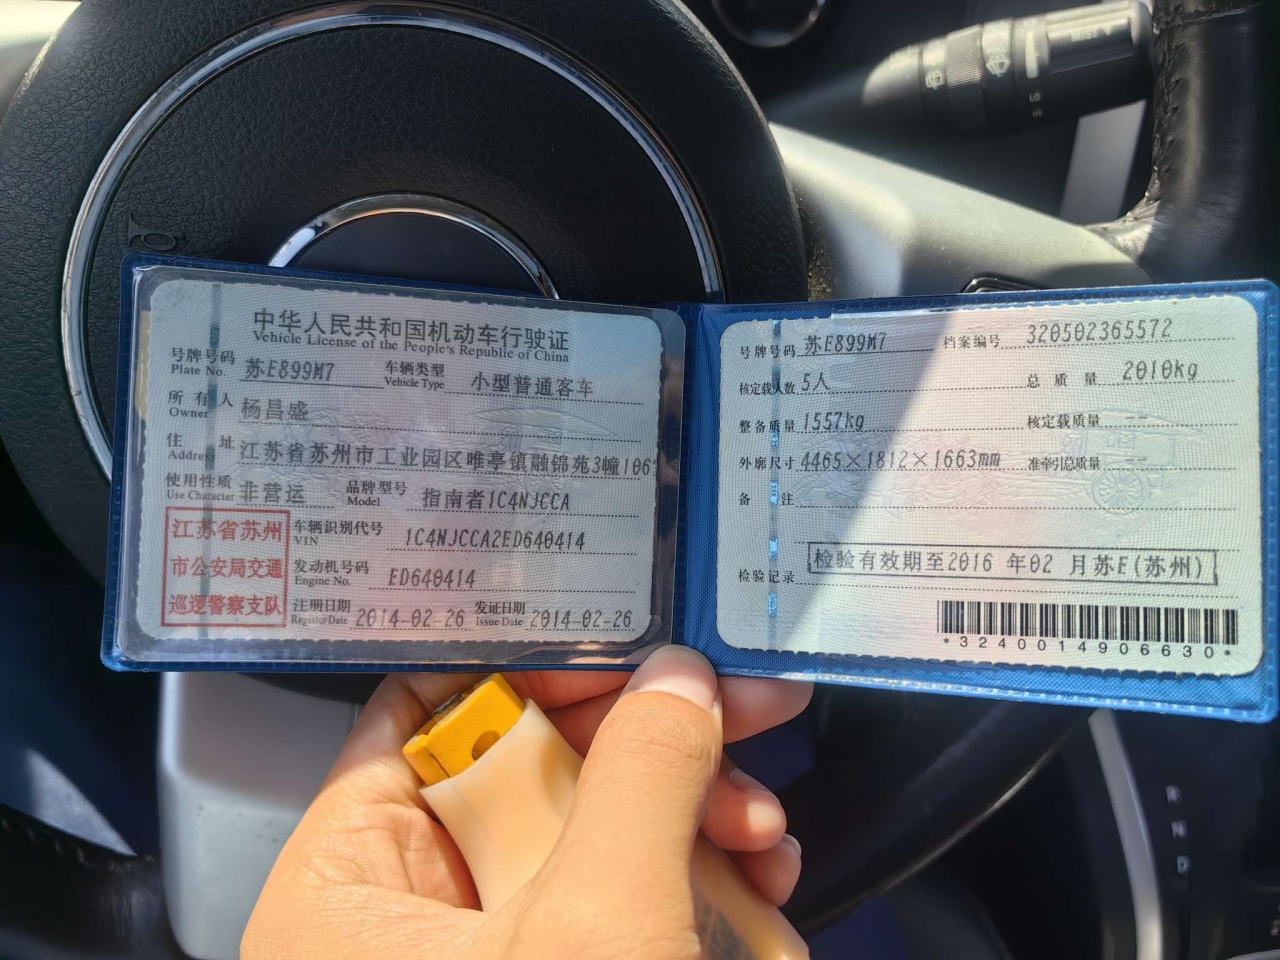 MIST
中华人民共和国机动车行驶证
Vehicle License of the People's Republic of China
号牌号码 苏E899M7 车辆类型 小型普通客车
Plate No. Vehicle Type
所有人 杨昌盛
Owner
住址 江苏省苏州市工业园区唯亭镇融锦苑3幢106
Address
使用性质 非营运 品牌型号 指南者1C4NJCCA
Use Character Model
江苏省苏州
市公安局交通
巡逻警察支队
车辆识别代号 1C4NJCCA2ED640414
VIN
发动机号码 ED640414
Engine No.
注册日期 2014-02-26 发证日期 2014-02-26
Register Date Issue Date
号牌号码 苏E899M7 档案编号 320502365572
核定载人数 5人 总质量 2010kg
整备质量 1557kg 核定载质量 --
外廓尺寸 4465×1812×1663mm 准牵引总质量 --
备注
检验记录 检验有效期至2016 年02 月苏E(苏州)
*3240014906630*
R
N
D